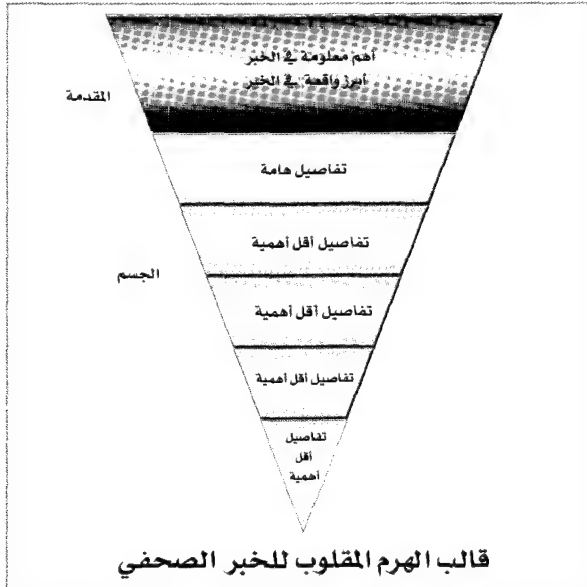 أهم معلومة في الخبر
أبرز واقعة في الخبر
المقدمة
تفاصيل هامة
تفاصيل أقل أهمية
الجسم
تفاصيل أقل أهمية
تفاصيل أقل أهمية
تفاصيل
أقل
أهمية
قالب الهرم المقلوب للخبر الصحفي